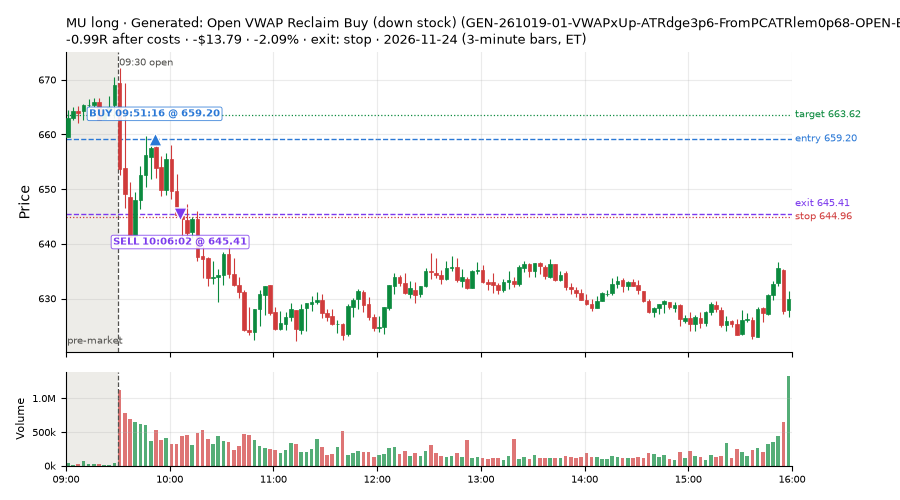 MU long · Generated: Open VWAP Reclaim Buy (down stock) (GEN-261019-01-VWAPxUp-ATRdge3p6-FromPCATRlem0p68-OPEN-E
-0.99R after costs · -$13.79 · -2.09% · exit: stop · 2026-11-24 (3-minute bars, ET)
09:30 open
670
BUY 09:51:16 @ 659.20
target 663.62
660
entry 659.20
650
Price
exit 645.41
stop 644.96
640
SELL 10:06:02 @ 645.41
630
pre-market
Volume
1.0M
500k
0k
09:00 10:00 11:00 12:00 13:00 14:00 15:00 16:00